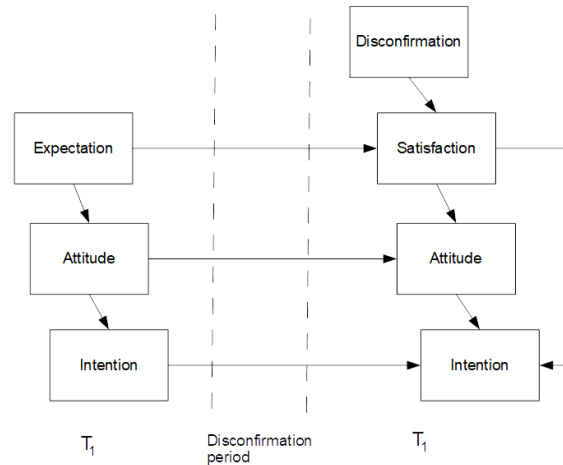 Disconfirmation
Expectation
Satisfaction
Attitude
Attitude
Intention
Intention
T1
Disconfirmation
period
T1